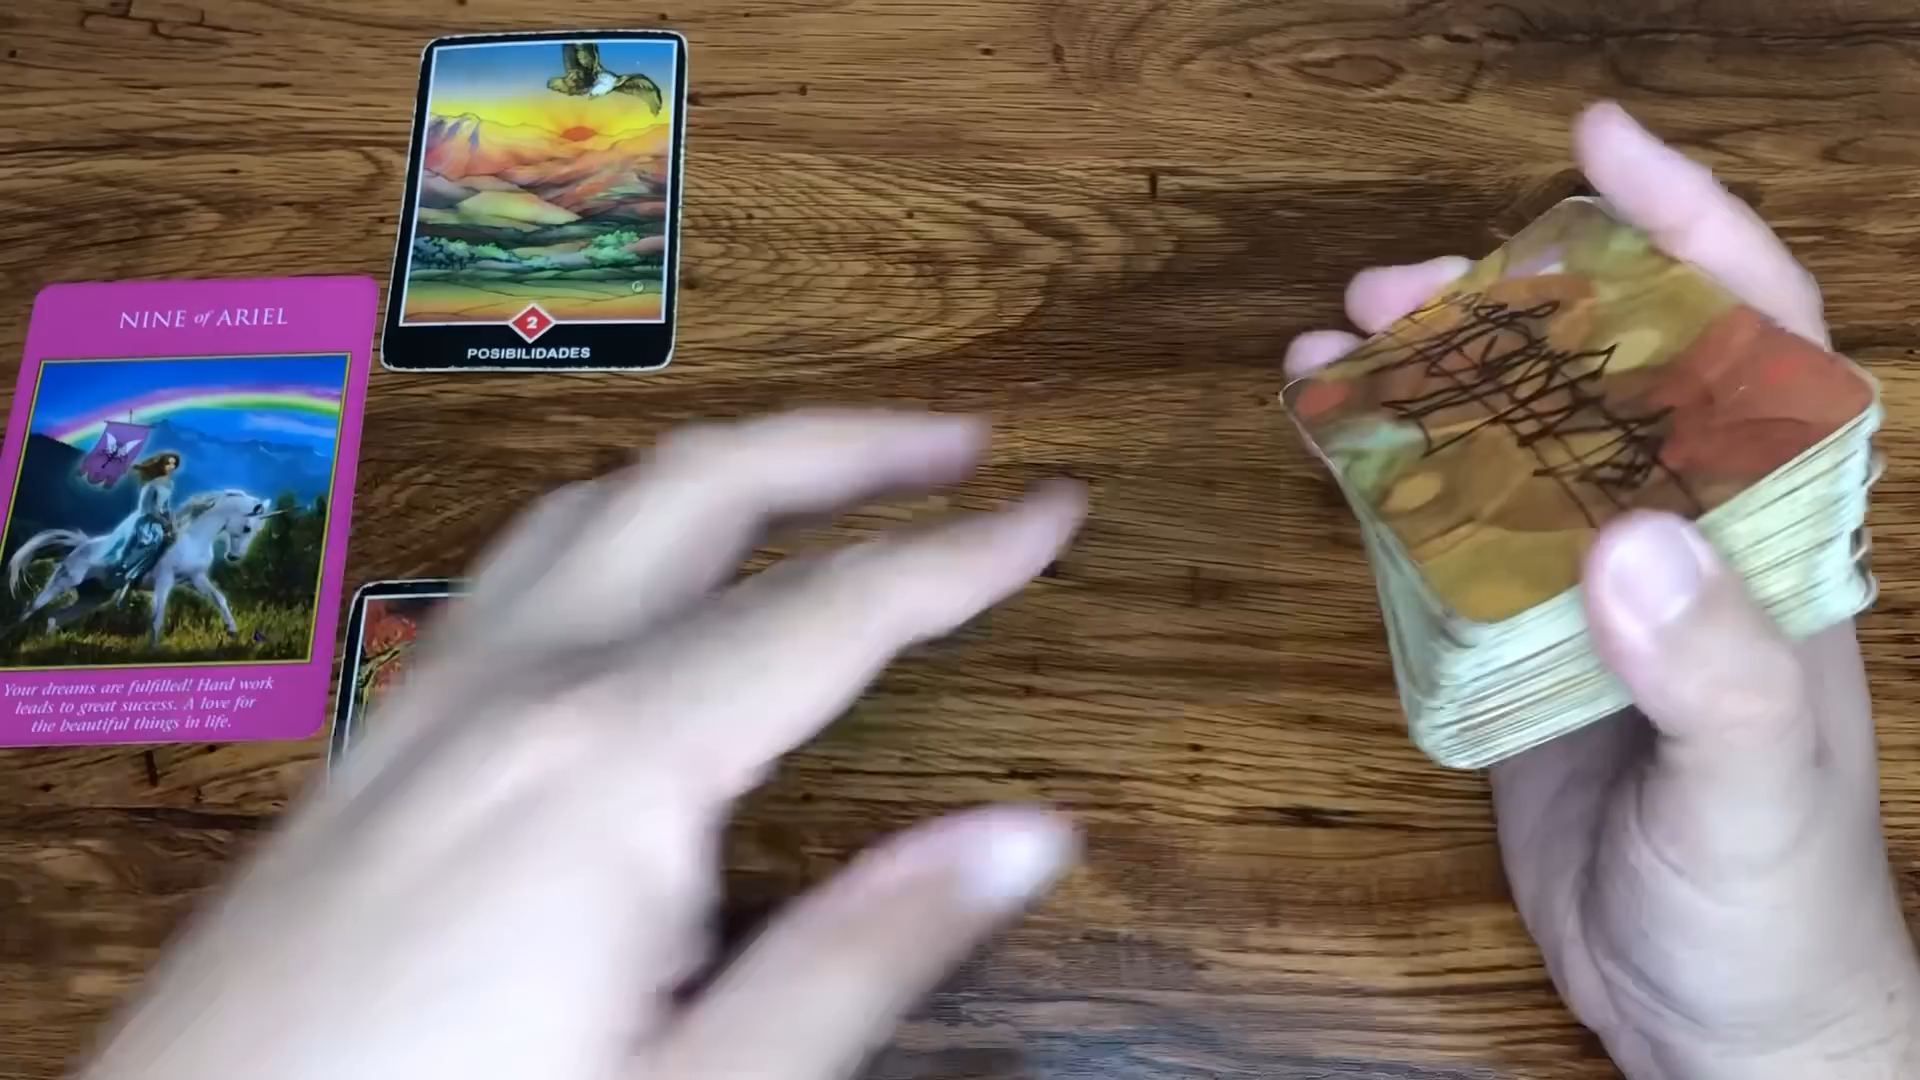 NINE of ARIEL
Your dreams are fulfilled! Hard work
leads to great success. A love for
the beautiful things in life.
2
POSIBILIDADES